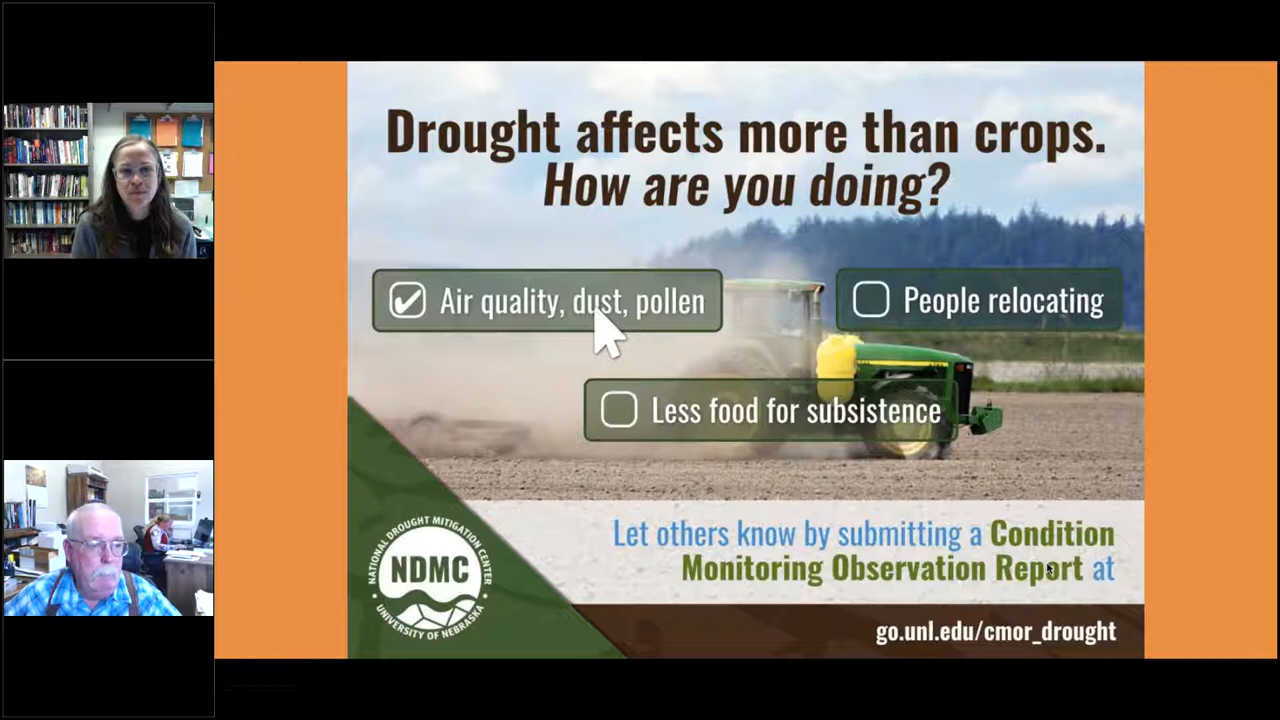 Drought affects more than crops.
How are you doing?
Air quality, dust, pollen
People relocating
Less food for subsistence
Let others know by submitting a Condition
Monitoring Observation Report at
go.unl.edu/cmor_drought
NATIONAL DROUGHT MITIGATION CENTER
NDMC
UNIVERSITY OF NEBRASKA